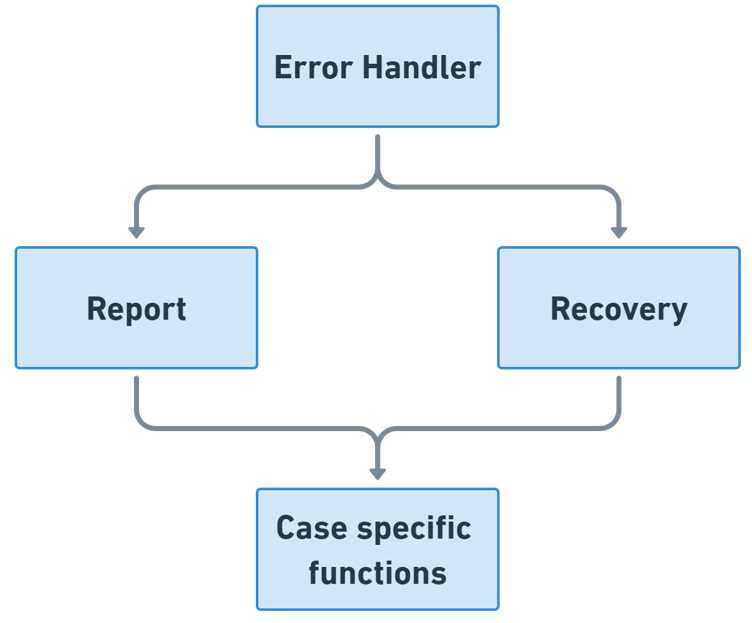 Error Handler
Report
Recovery
Case specific
functions